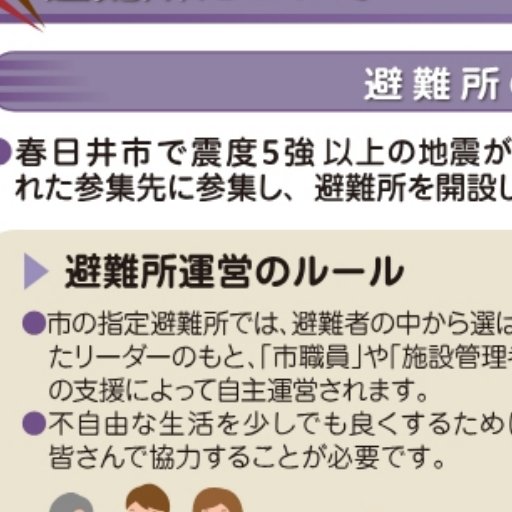 避難所
●春日井市で震度5強以上の地震が
れた参集先に参集し、避難所を開設し
▶ 避難所運営のルール
●市の指定避難所では、避難者の中から選ば
たリーダーのもと、「市職員」や「施設管理者
の支援によって自主運営されます。
●不自由な生活を少しでも良くするために
皆さんで協力することが必要です。